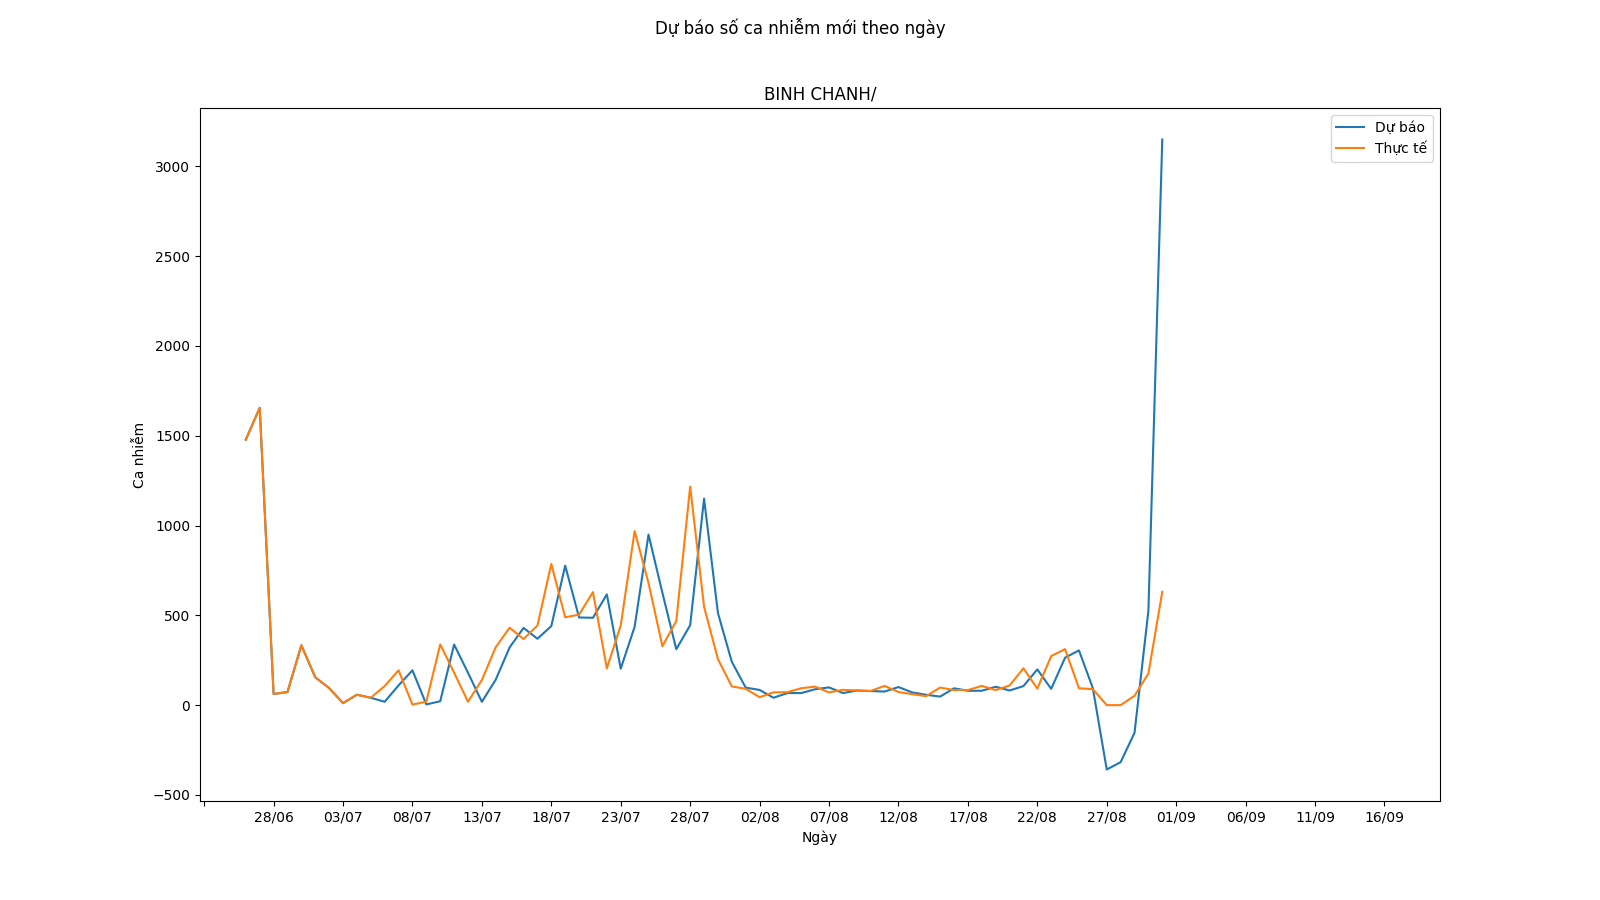 Dự báo số ca nhiễm mới theo ngày
BINH CHANH/
Dự báo
Thực tế
3000
2500
2000
1500
1000
500
0
−500
Ca nhiễm
28/06 03/07 08/07 13/07 18/07 23/07 28/07 02/08 07/08 12/08 17/08 22/08 27/08 01/09 06/09 11/09 16/09
Ngày